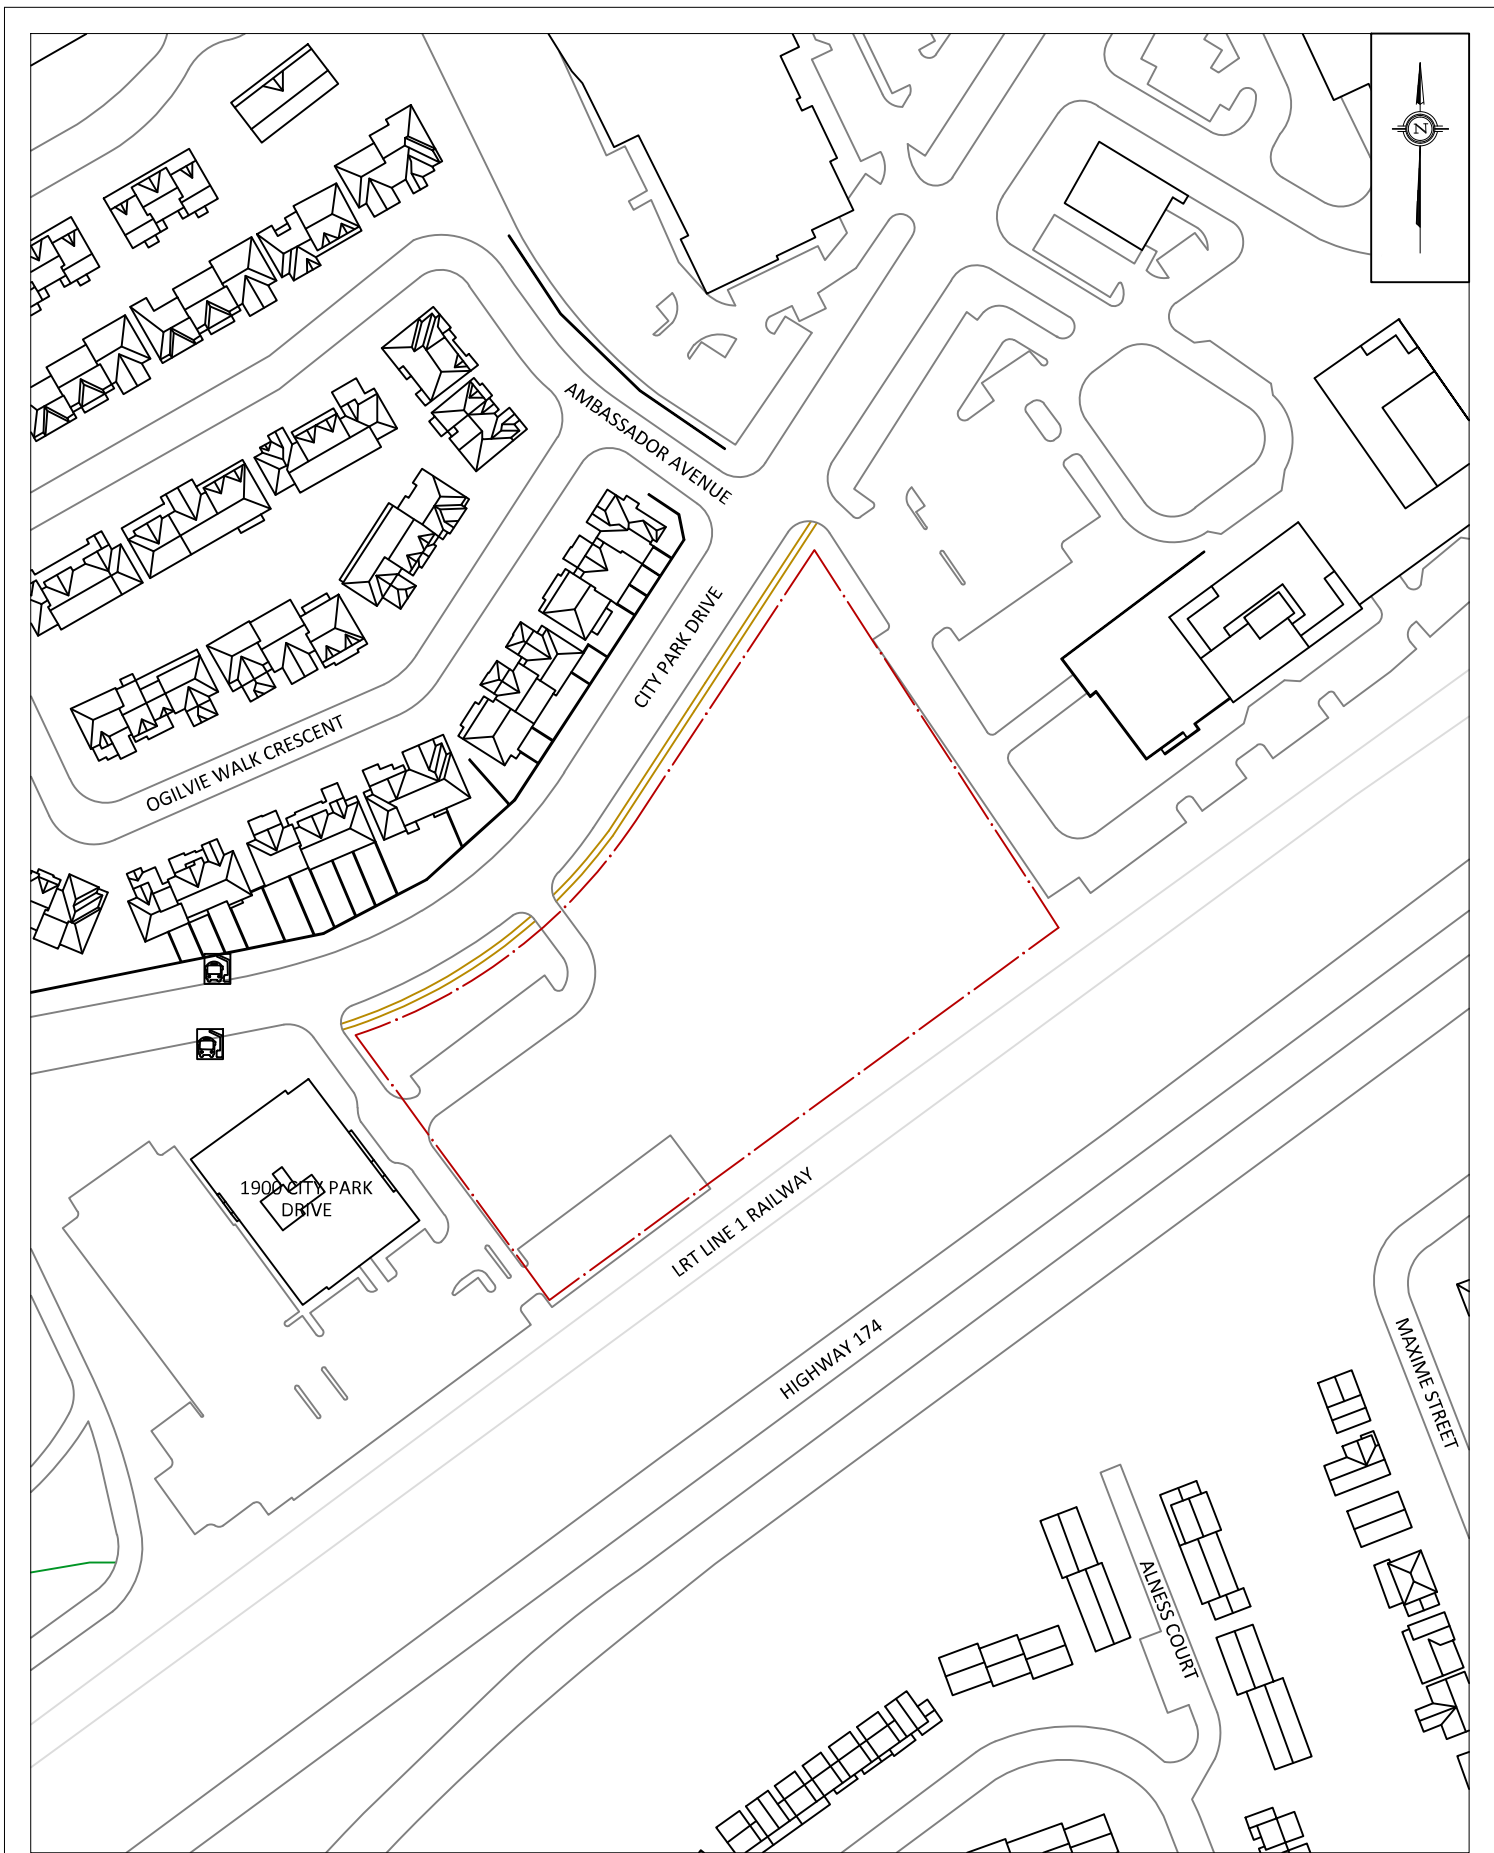 N
AMBASSADOR AVENUE
CITY PARK DRIVE
OGILVIE WALK CRESCENT
1900 CITY PARK
DRIVE
LRT LINE 1 RAILWAY
HIGHWAY 174
MAXIME STREET
ALNESS COURT